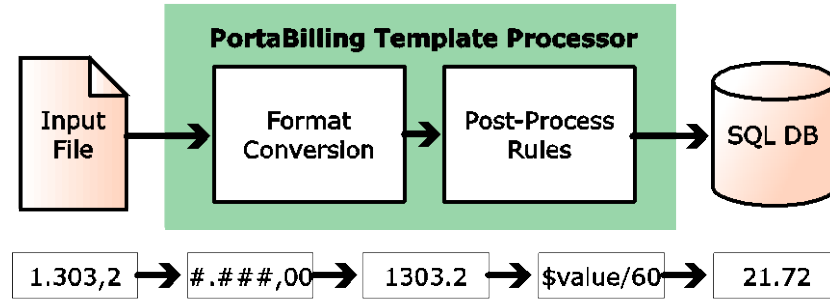 PortaBilling Template Processor
Input
File
Format
Conversion
Post-Process
Rules
SQL DB
1.303,2
#.###,00
1303.2
$value/60
21.72